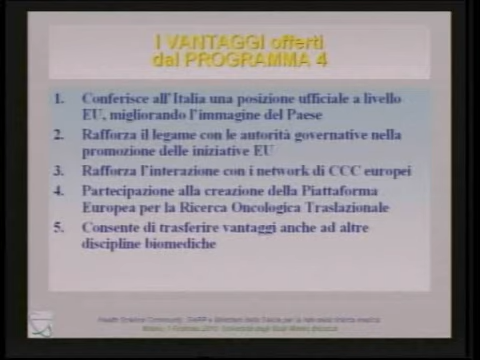 I VANTAGGI offerti
dal PROGRAMMA 4
1. Conferisce all'Italia una posizione ufficiale a livello
EU, migliorando l'immagine del Paese
2. Rafforza il legame con le autorità governative nella
promozione delle iniziative EU
3. Rafforza l'interazione con i network di CCC europei
4. Partecipazione alla creazione della Piattaforma
Europea per la Ricerca Oncologica Traslazionale
5. Consente di trasferire vantaggi anche ad altre
discipline biomediche